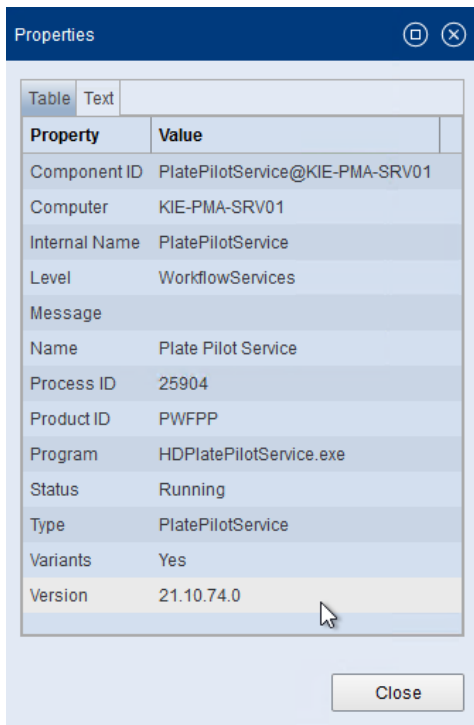 Properties
Table Text
Property Value
Component ID PlatePilotService@KIE-PMA-SRV01
Computer KIE-PMA-SRV01
Internal Name PlatePilotService
Level WorkflowServices
Message
Name Plate Pilot Service
Process ID 25904
Product ID PWFPP
Program HDPlatePilotService.exe
Status Running
Type PlatePilotService
Variants Yes
Version 21.10.74.0
Close